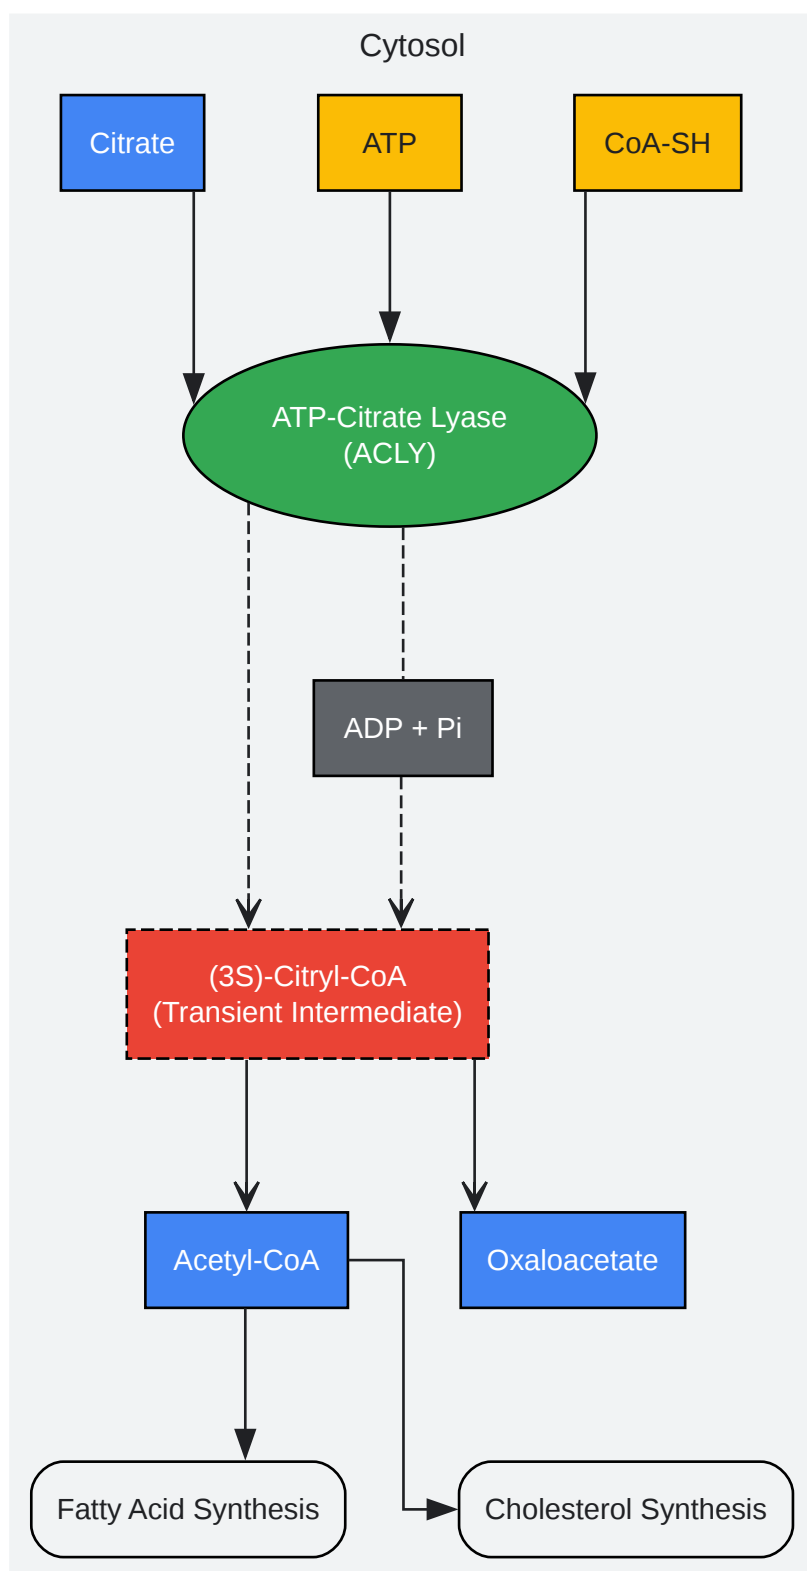 Cytosol
Citrate
ATP
CoA-SH
ATP-Citrate Lyase
(ACLY)
ADP + Pi
(3S)-Citryl-CoA
(Transient Intermediate)
Acetyl-CoA
Oxaloacetate
Fatty Acid Synthesis
Cholesterol Synthesis